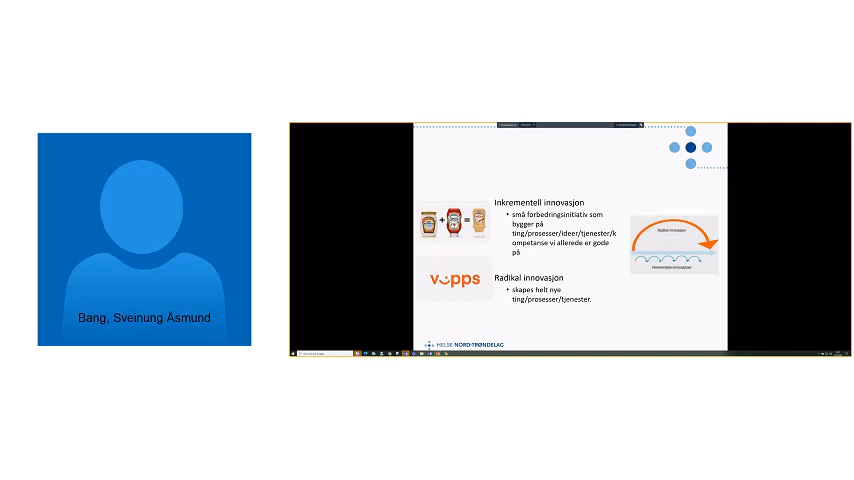 Bang, Sveinung Åsmund
Inkrementell innovasjon
• små forbedringsinitiativ som
bygger på
ting/prosesser/ideer/tjenester/k
ompetanse vi allerede er gode
på
Radikal innovasjon
• skapes helt nye
ting/prosesser/tjenester.
vipps
Radikal innovasjon
Inkrementelle innovasjoner
HELSE NORD-TRØNDELAG